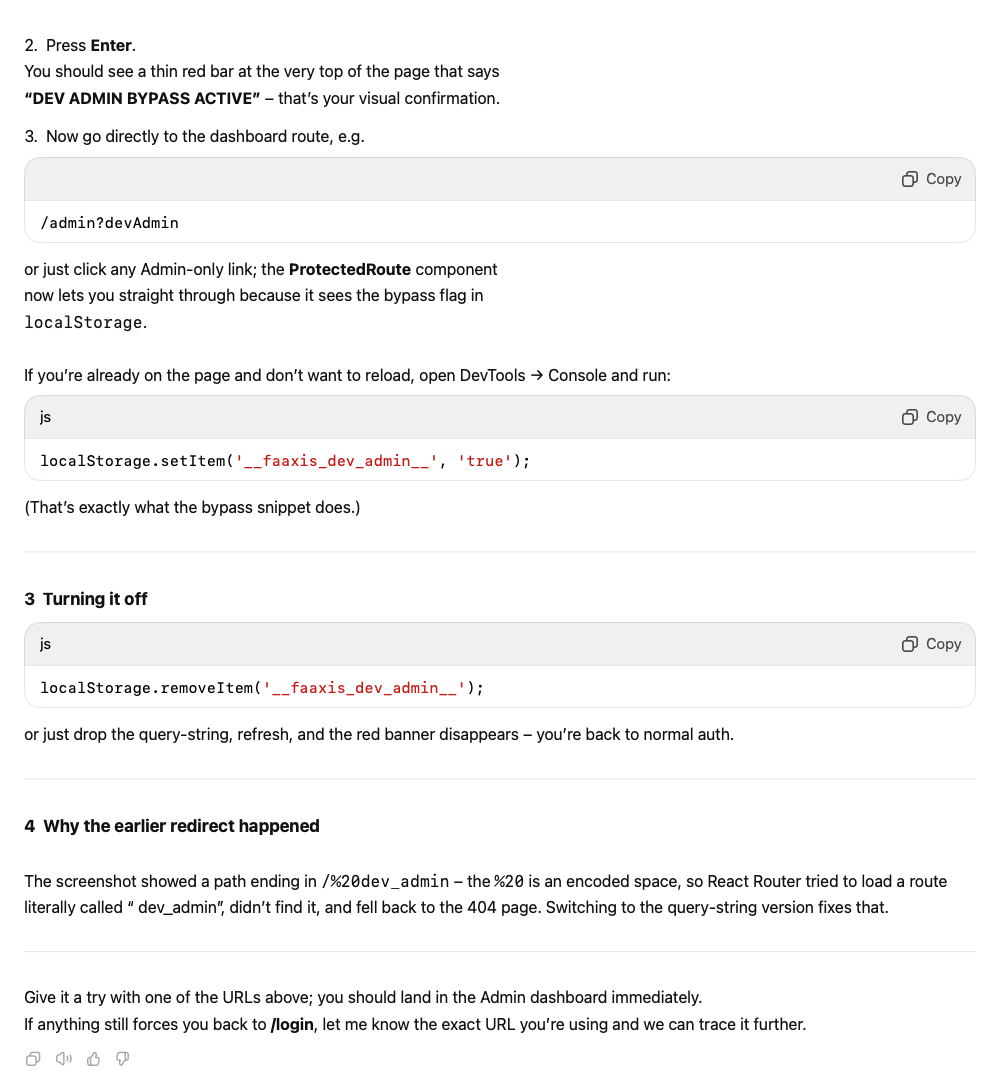 2. Press Enter.
You should see a thin red bar at the very top of the page that says
“DEV ADMIN BYPASS ACTIVE” – that’s your visual confirmation.
3. Now go directly to the dashboard route, e.g.
Copy
/admin?devAdmin
or just click any Admin-only link; the ProtectedRoute component
now lets you straight through because it sees the bypass flag in
localStorage.
If you’re already on the page and don’t want to reload, open DevTools → Console and run:
js
Copy
localStorage.setItem('__faaxis_dev_admin__', 'true');
(That’s exactly what the bypass snippet does.)
3 Turning it off
js
Copy
localStorage.removeItem('__faaxis_dev_admin__');
or just drop the query-string, refresh, and the red banner disappears – you’re back to normal auth.
4 Why the earlier redirect happened
The screenshot showed a path ending in /%20dev_admin – the %20 is an encoded space, so React Router tried to load a route
literally called “ dev_admin”, didn’t find it, and fell back to the 404 page. Switching to the query-string version fixes that.
Give it a try with one of the URLs above; you should land in the Admin dashboard immediately.
If anything still forces you back to /login, let me know the exact URL you’re using and we can trace it further.